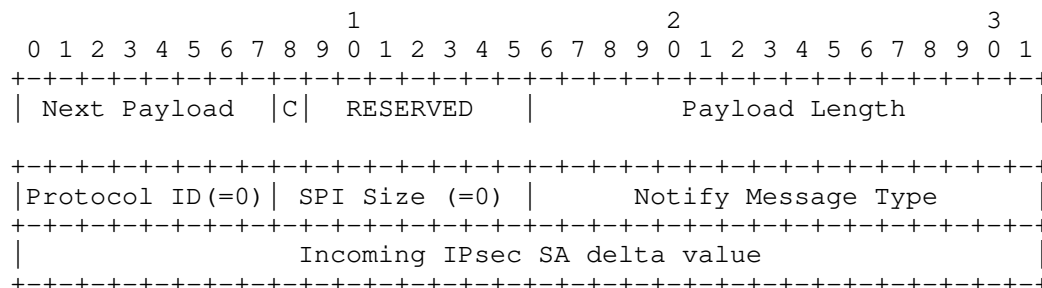 1                   2                   3
 0 1 2 3 4 5 6 7 8 9 0 1 2 3 4 5 6 7 8 9 0 1 2 3 4 5 6 7 8 9 0 1
+-+-+-+-+-+-+-+-+-+-+-+-+-+-+-+-+-+-+-+-+-+-+-+-+-+-+-+-+-+-+-+-+
| Next Payload  |C|  RESERVED   |         Payload Length        |
+-+-+-+-+-+-+-+-+-+-+-+-+-+-+-+-+-+-+-+-+-+-+-+-+-+-+-+-+-+-+-+-+
|Protocol ID(=0)| SPI Size (=0) |      Notify Message Type      |
+-+-+-+-+-+-+-+-+-+-+-+-+-+-+-+-+-+-+-+-+-+-+-+-+-+-+-+-+-+-+-+-+
|                 Incoming IPsec SA delta value                 |
+-+-+-+-+-+-+-+-+-+-+-+-+-+-+-+-+-+-+-+-+-+-+-+-+-+-+-+-+-+-+-+-+